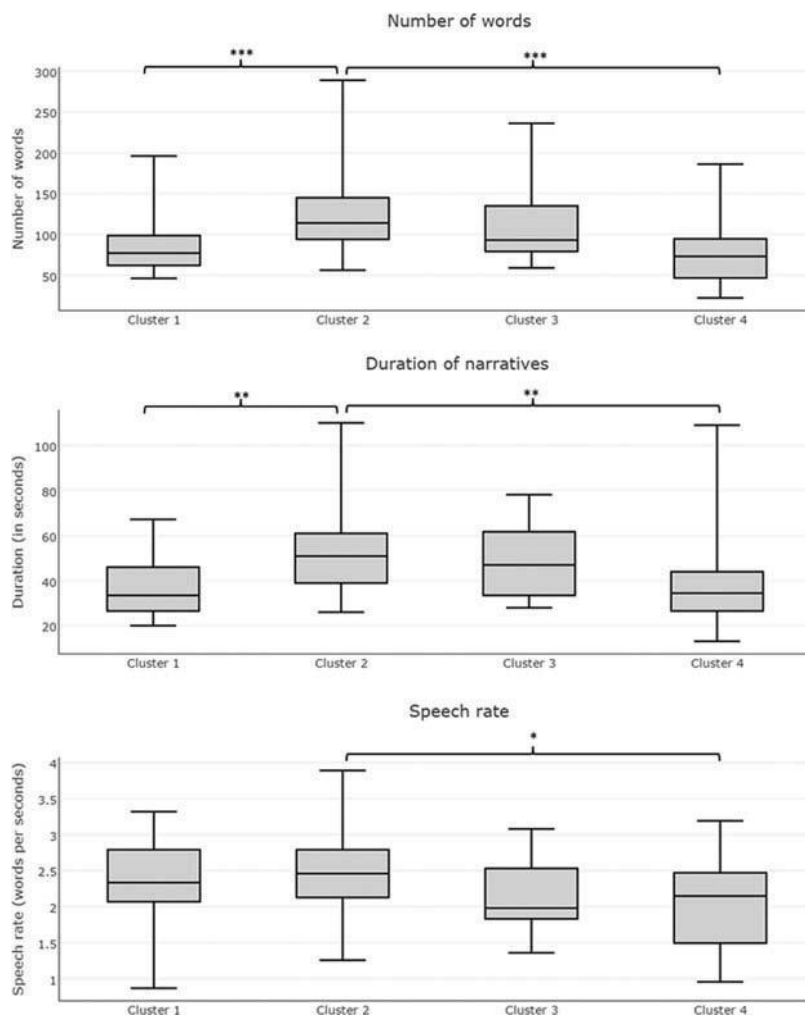 Number of words
*** ***
300
250
200
150
100
50
Number of words
Cluster 1 Cluster 2 Cluster 3 Cluster 4
Duration of narratives
** **
100
80
60
40
20
Duration (in seconds)
Cluster 1 Cluster 2 Cluster 3 Cluster 4
Speech rate
*
4
3.5
3
2.5
2
1.5
1
Speech rate (words per seconds)
Cluster 1 Cluster 2 Cluster 3 Cluster 4